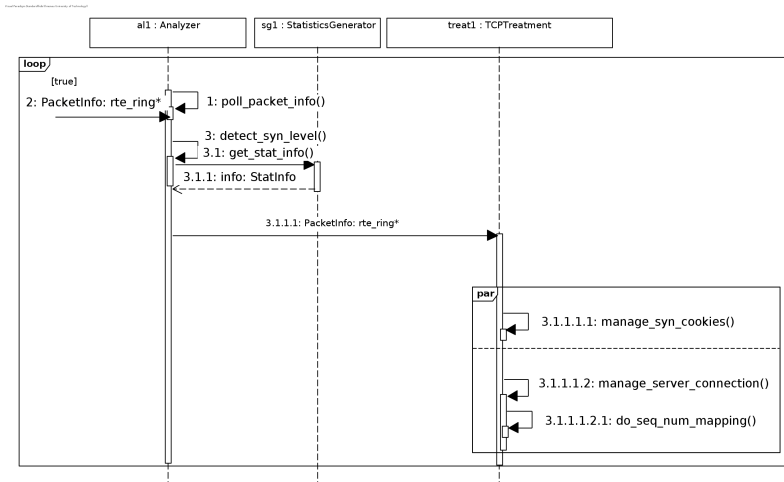 al1 : Analyzer
sg1 : StatisticsGenerator
treat1 : TCPTreatment
loop
[true]
2: PacketInfo: rte_ring*
1: poll_packet_info()
3: detect_syn_level()
3.1: get_stat_info()
3.1.1: info: StatInfo
3.1.1.1: PacketInfo: rte_ring*
par
3.1.1.1.1: manage_syn_cookies()
3.1.1.1.2: manage_server_connection()
3.1.1.1.2.1: do_seq_num_mapping()